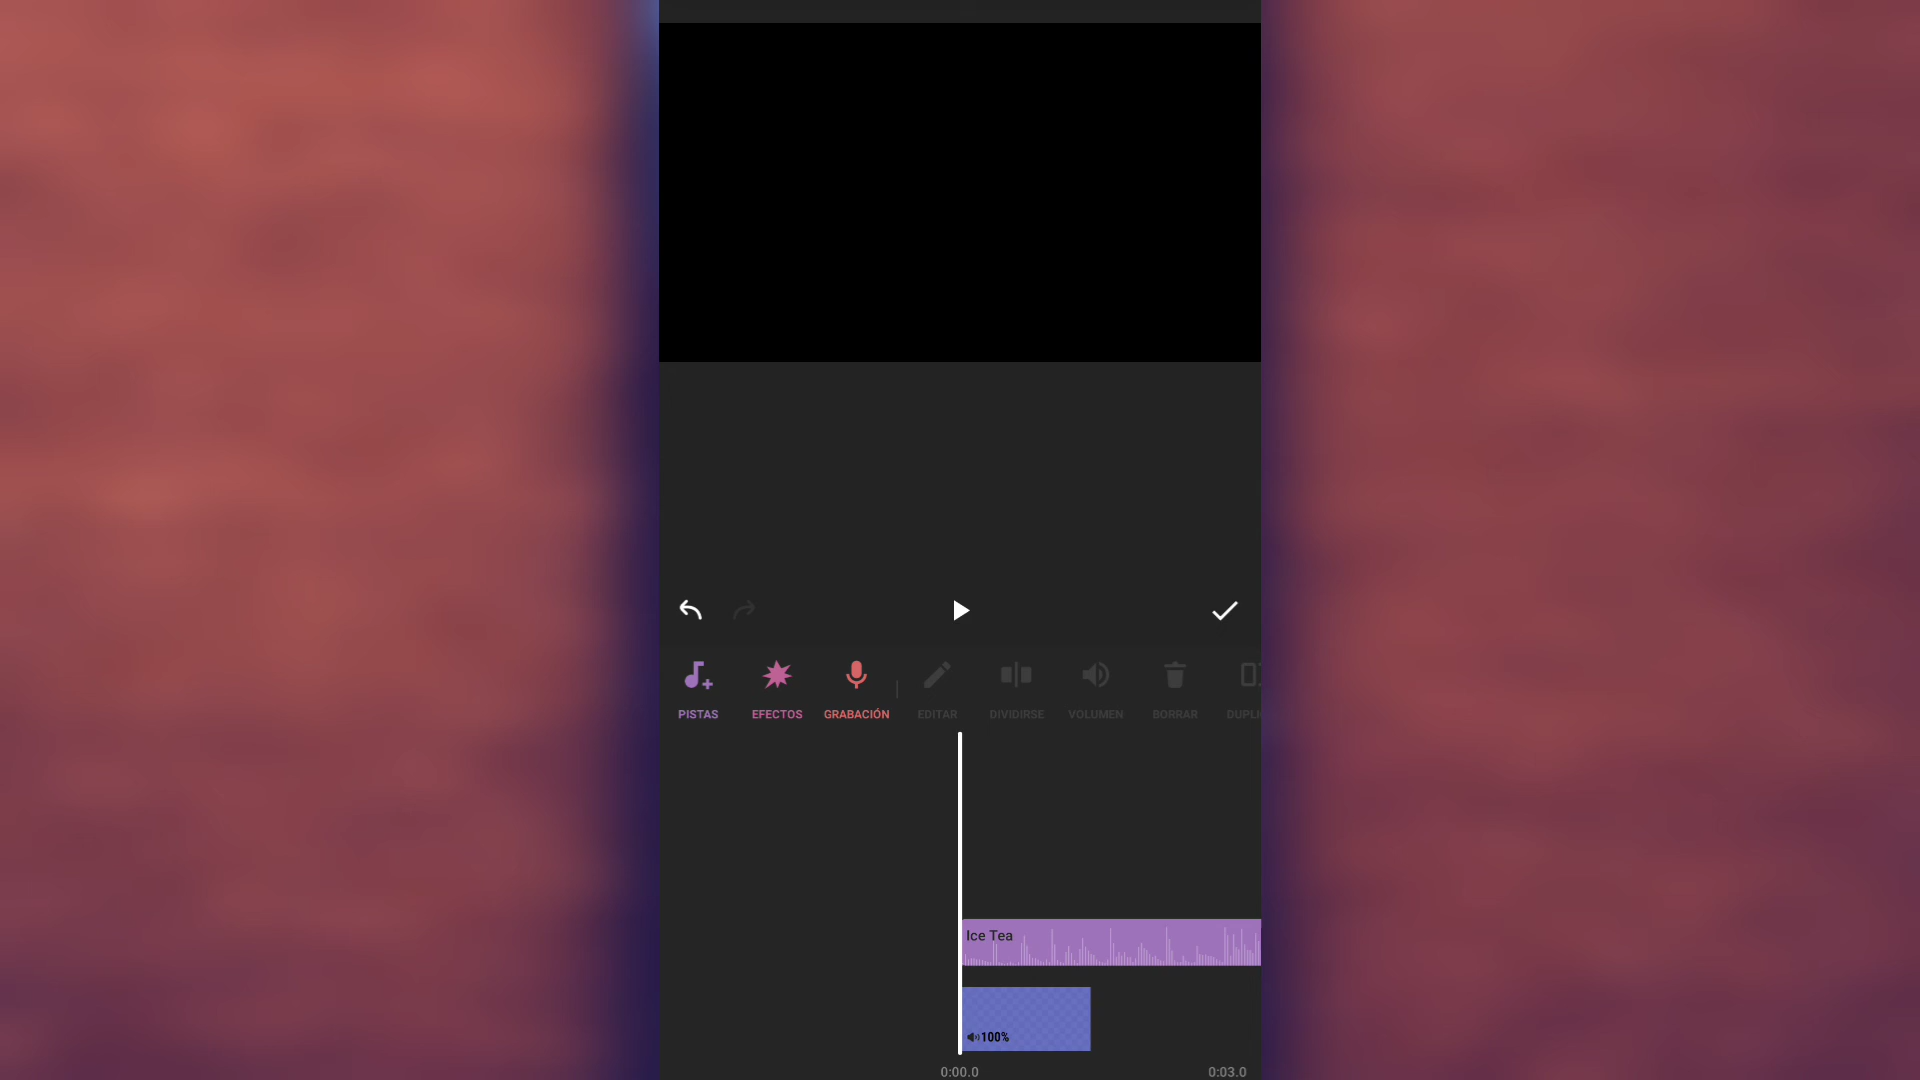 PISTAS
EFECTOS
GRABACIÓN
EDITAR
DIVIDIRSE
VOLUMEN
BORRAR
Ice Tea
100%
0:00.0
0:03.0